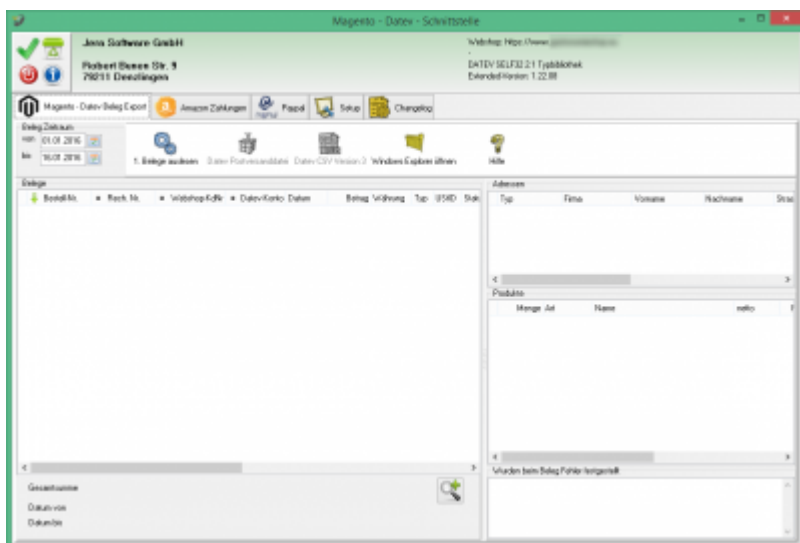 Magento - Datev - Schnittstelle
Jera Software GmbH
Robert Bunsen Str. 9
79211 Denzlingen
Webshop: https://www.
DATEV SELF32 2.1 Typbibliothek
Extended-Version: 1.22.88
Magento - Datev Beleg Export
Amazon Zahlungen
Paypal
Setup
Changelog
Beleg Zeitraum
von 01.01.2016
bis 16.01.2016
1. Belege auslesen
Datev Postversanddatei
Datev CSV Version 3
Windows Explorer öffnen
Hilfe
Belege
Bestell-Nr. Rech. Nr. Webshop-KdNr Datev-Konto Datum Betrag Währung Typ
Adressen
Typ Firma Vorname Nachname
Produkte
Menge Art Name netto
Wurden beim Beleg Fehler festgestellt
Gesamtsumme
Datum von
Datum bis